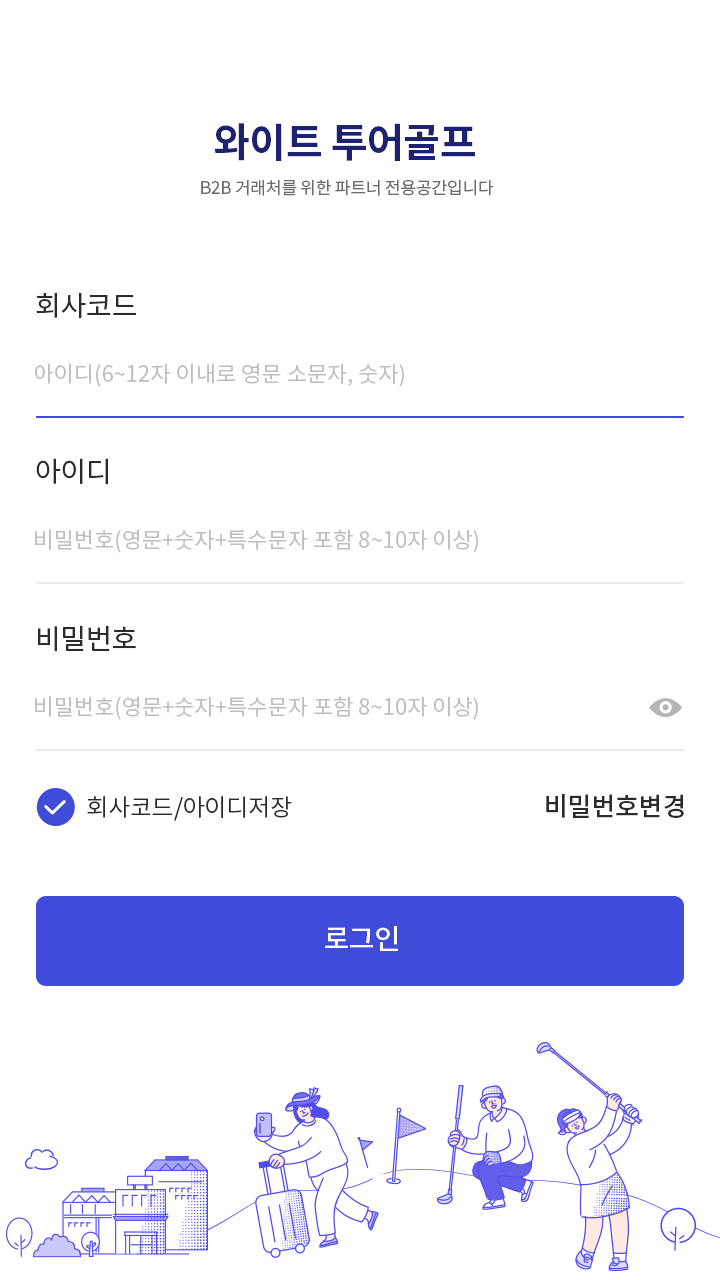 와이트 투어골프
B2B 거래처를 위한 파트너 전용공간입니다
회사코드
아이디(6~12자 이내로 영문 소문자, 숫자)
아이디
비밀번호(영문+숫자+특수문자 포함 8~10자 이상)
비밀번호
비밀번호(영문+숫자+특수문자 포함 8~10자 이상)
회사코드/아이디저장 비밀번호변경
로그인